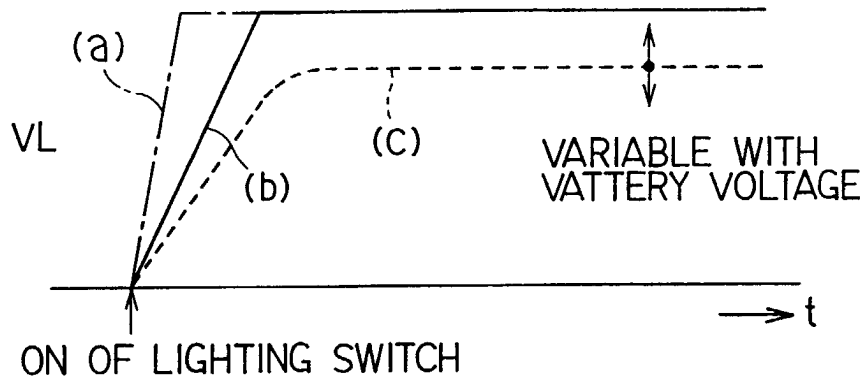 (a)
VL
(b)
(c)
VARIABLE WITH
VATTERY VOLTAGE
t
ON OF LIGHTING SWITCH